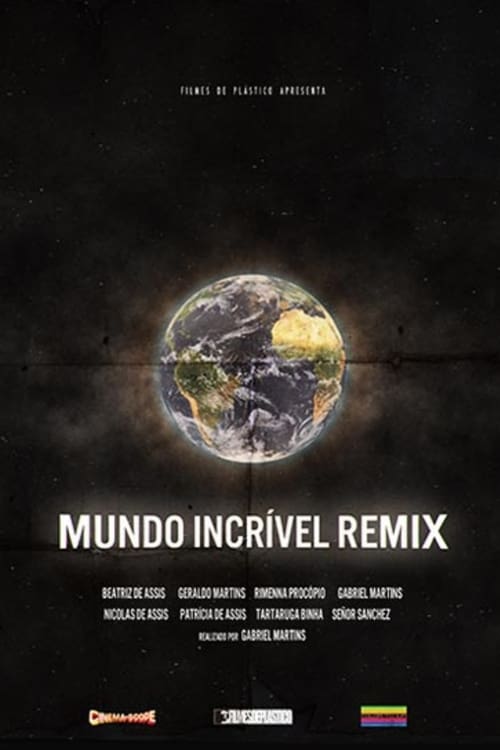 FILMES DE PLÁSTICO APRESENTA
MUNDO INCRÍVEL REMIX
BEATRIZ DE ASSIS GERALDO MARTINS RIMENNA PROCÓPIO GABRIEL MARTINS
NICOLAS DE ASSIS PATRÍCIA DE ASSIS TARTARUGA BINHA SEÑOR SANCHEZ
REALIZADO POR GABRIEL MARTINS
CINEMA-SCOPE FILMESDEPLÁSTICO